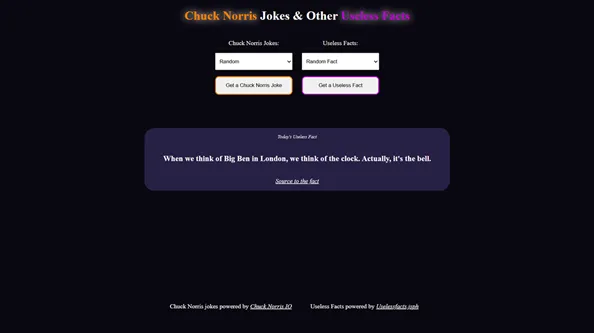 Chuck Norris Jokes & Other Useless Facts
Chuck Norris Jokes: Useless Facts:
Random Random Fact
Get a Chuck Norris Joke Get a Useless Fact
Today's Useless Fact
When we think of Big Ben in London, we think of the clock. Actually, it's the bell.
Source to the fact
Chuck Norris jokes powered by Chuck Norris IO Useless Facts powered by Uselessfacts.jsph